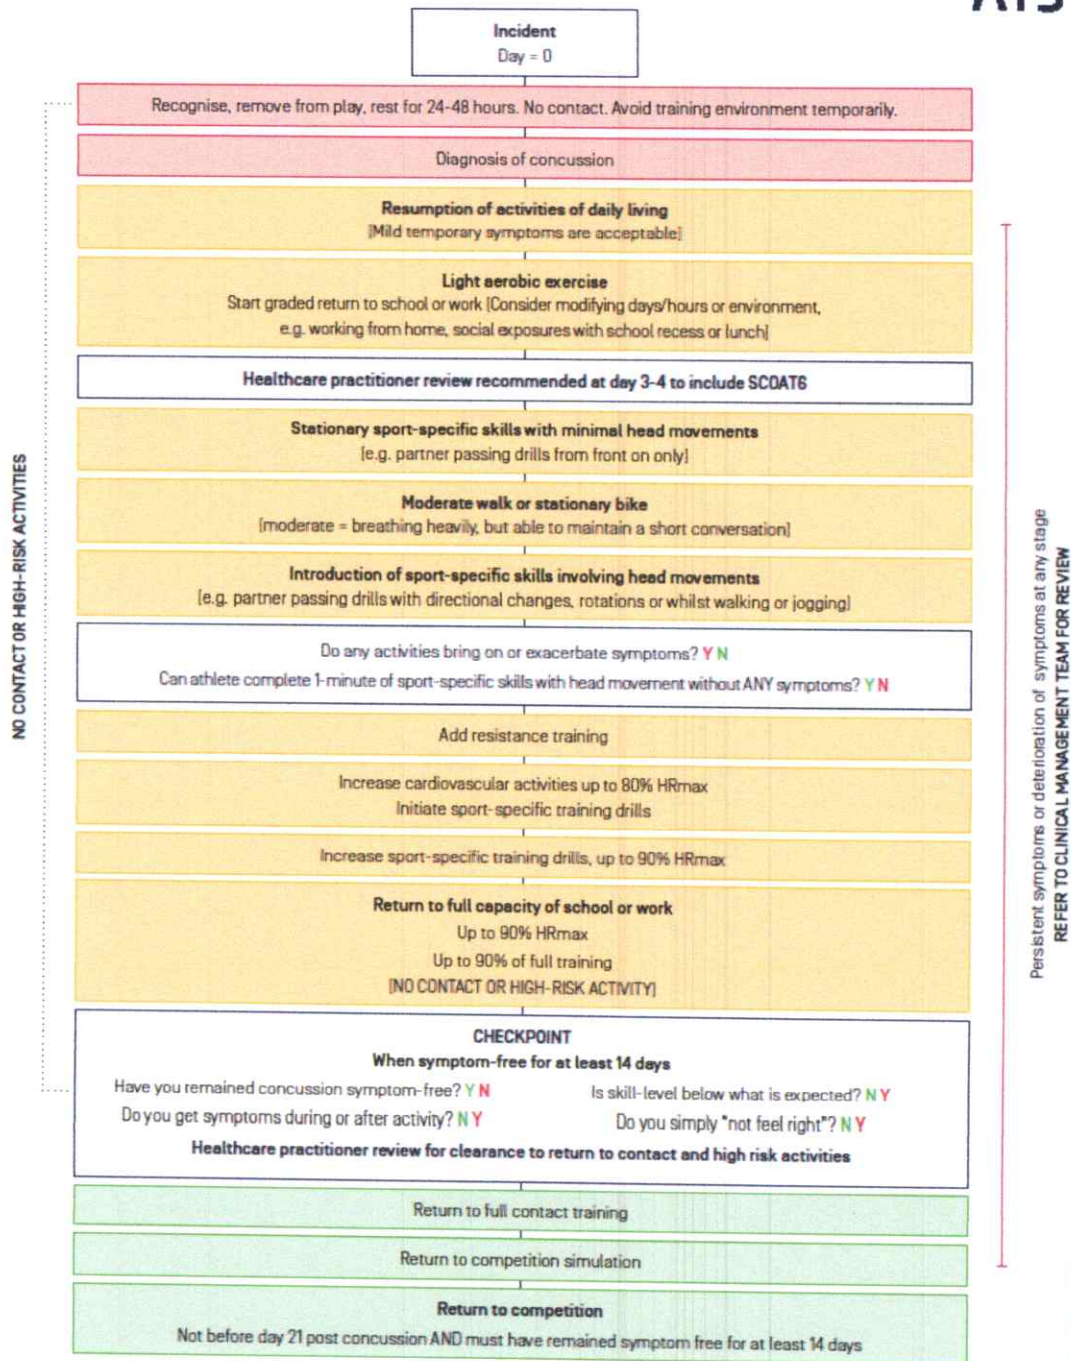 Incident
Day = 0
Recognise, remove from play, rest for 24-48 hours. No contact. Avoid training environment temporarily.
Diagnosis of concussion
Resumption of activities of daily living
[Mild temporary symptoms are acceptable]
Light aerobic exercise
Start graded return to school or work [Consider modifying days/hours or environment,
e.g. working from home, social exposures with school recess or lunch]
Healthcare practitioner review recommended at day 3-4 to include SCOAT6
Stationary sport-specific skills with minimal head movements
[e.g. partner passing drills from front on only]
Moderate walk or stationary bike
[moderate = breathing heavily, but able to maintain a short conversation]
Introduction of sport-specific skills involving head movements
[e.g. partner passing drills with directional changes, rotations or whilst walking or jogging]
Do any activities bring on or exacerbate symptoms? Y N
Can athlete complete 1-minute of sport-specific skills with head movement without ANY symptoms? Y N
Add resistance training
Increase cardiovascular activities up to 80% HRmax
Initiate sport-specific training drills
Increase sport-specific training drills, up to 90% HRmax
Return to full capacity of school or work
Up to 90% HRmax
Up to 90% of full training
[NO CONTACT OR HIGH-RISK ACTIVITY]
CHECKPOINT
When symptom-free for at least 14 days
Have you remained concussion symptom-free? Y N
Is skill-level below what is expected? N Y
Do you get symptoms during or after activity? N Y
Do you simply "not feel right"? N Y
Healthcare practitioner review for clearance to return to contact and high risk activities
Return to full contact training
Return to competition simulation
Return to competition
Not before day 21 post concussion AND must have remained symptom free for at least 14 days
NO CONTACT OR HIGH-RISK ACTIVITIES
Persistent symptoms or deterioration of symptoms at any stage
REFER TO CLINICAL MANAGEMENT TEAM FOR REVIEW